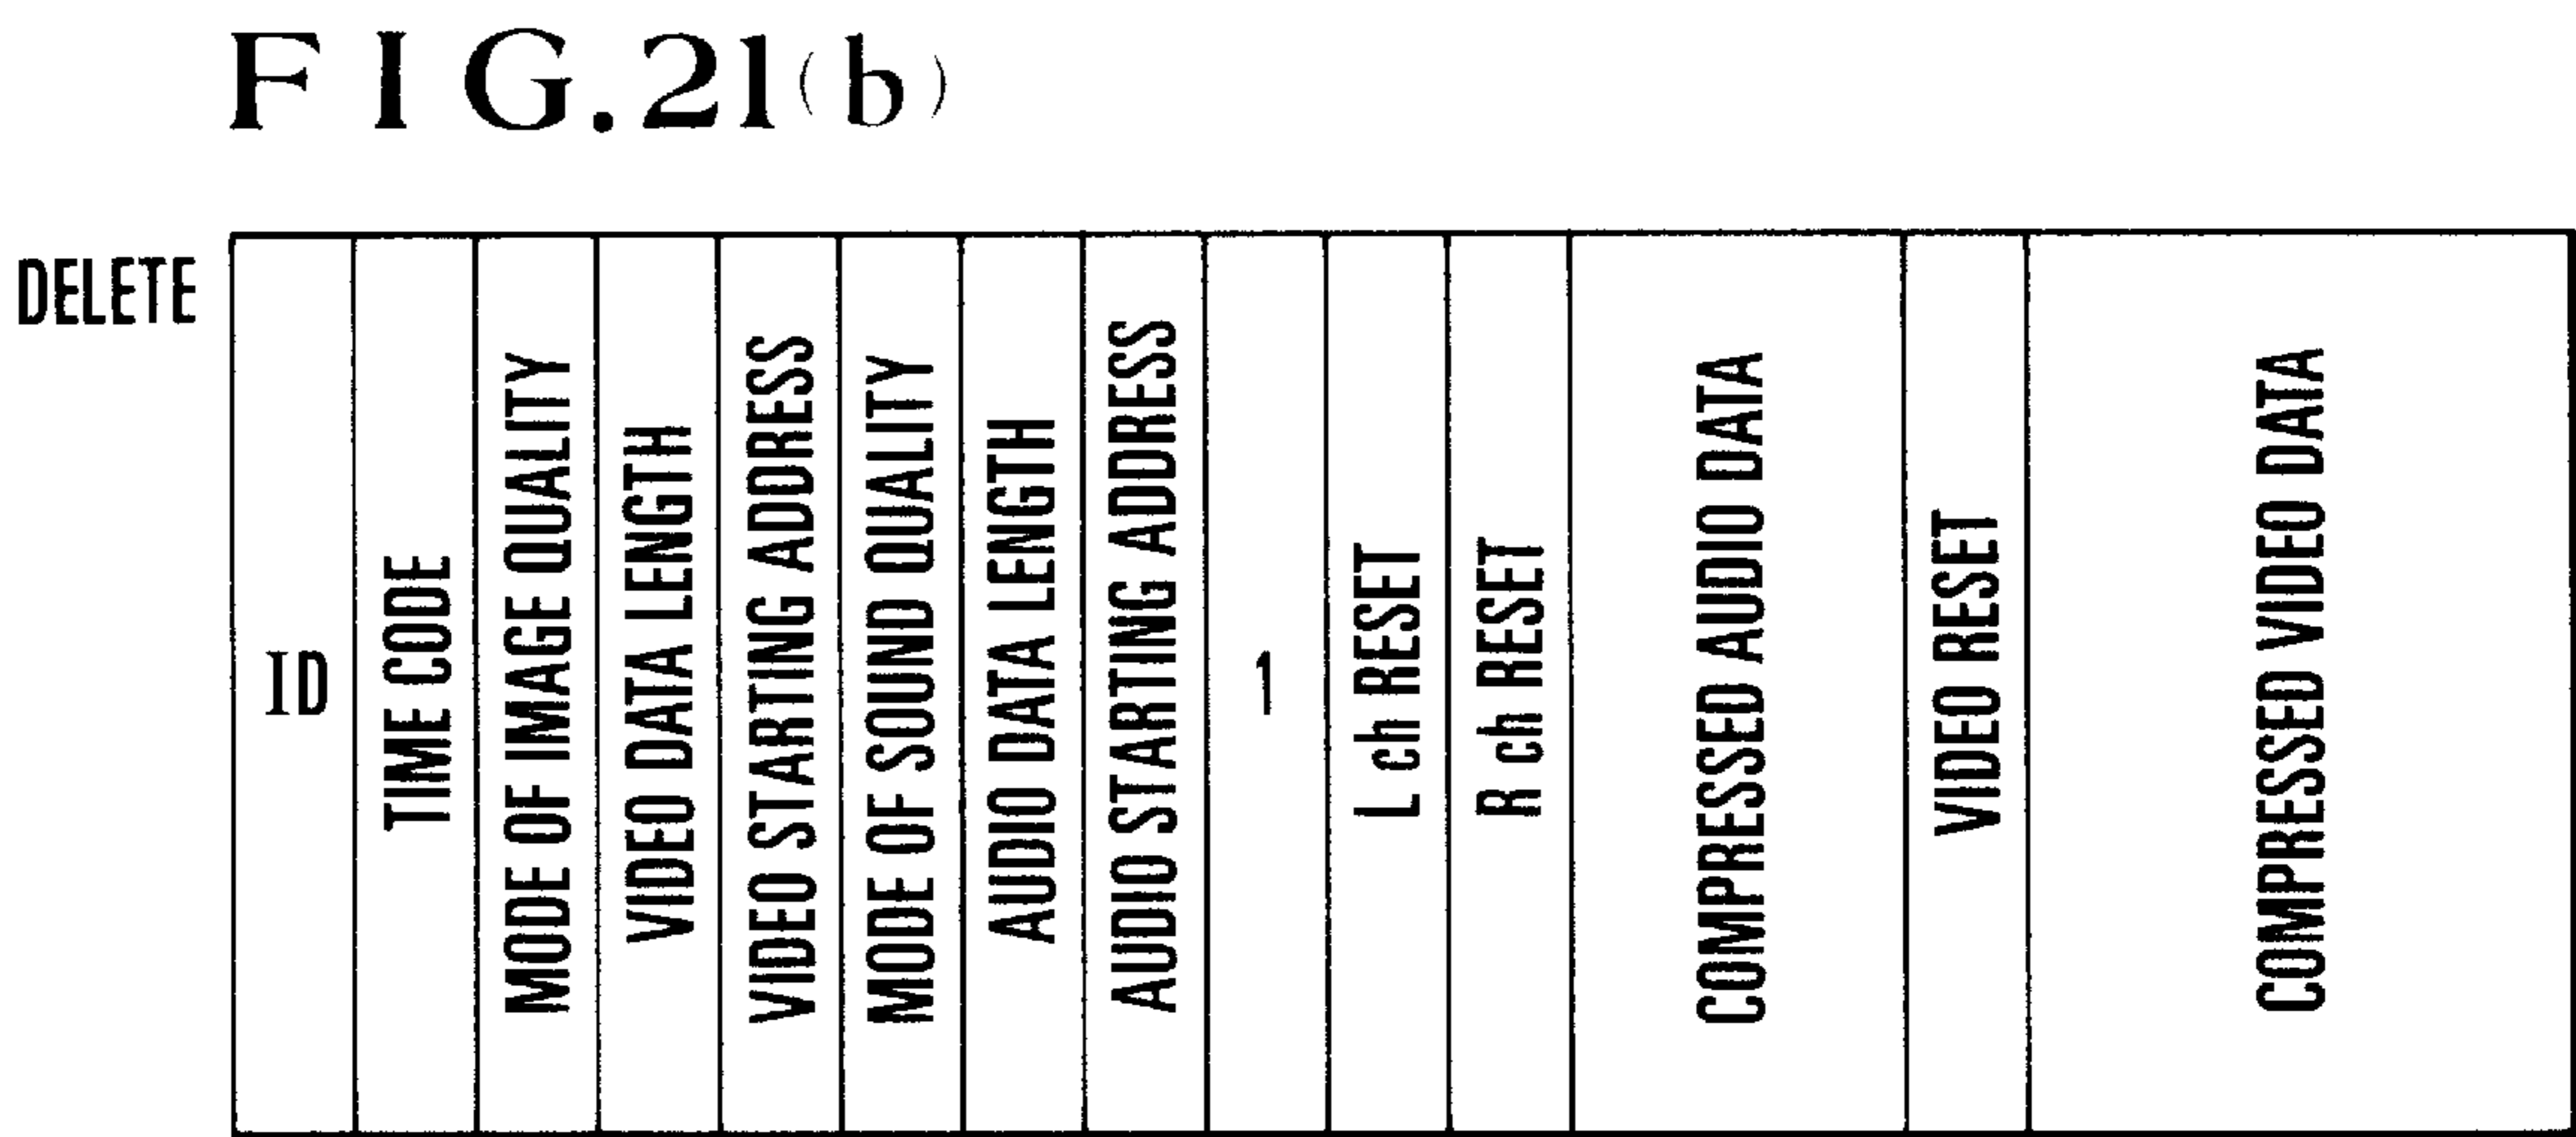 FIG.21(b)
DELETE
ID
TIME CODE
MODE OF IMAGE QUALITY
VIDEO DATA LENGTH
VIDEO STARTING ADDRESS
MODE OF SOUND QUALITY
AUDIO DATA LENGTH
AUDIO STARTING ADDRESS
1
L ch RESET
R ch RESET
COMPRESSED AUDIO DATA
VIDEO RESET
COMPRESSED VIDEO DATA